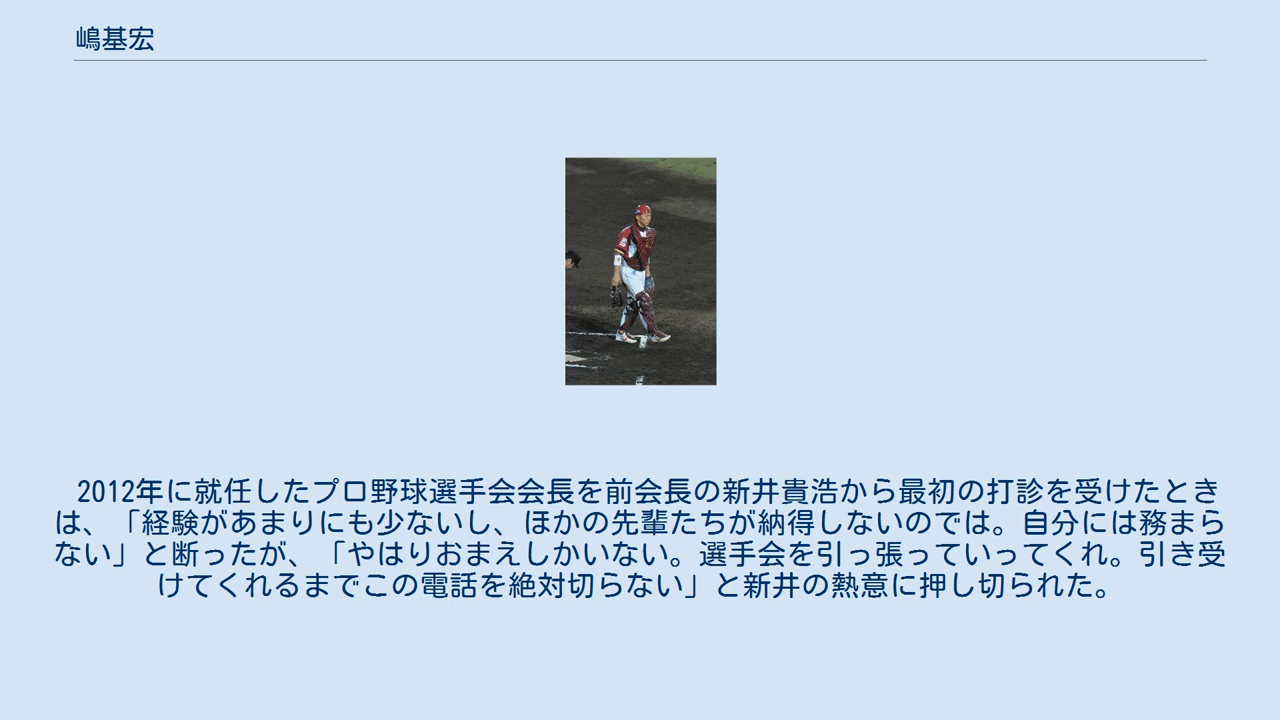 嶋基宏
2012年に就任したプロ野球選手会会長を前会長の新井貴浩から最初の打診を受けたとき
は、「経験があまりにも少ないし、ほかの先輩たちが納得しないのでは。自分には務まら
ない」と断ったが、「やはりおまえしかいない。選手会を引っ張っていってくれ。引き受
けてくれるまでこの電話を絶対切らない」と新井の熱意に押し切られた。